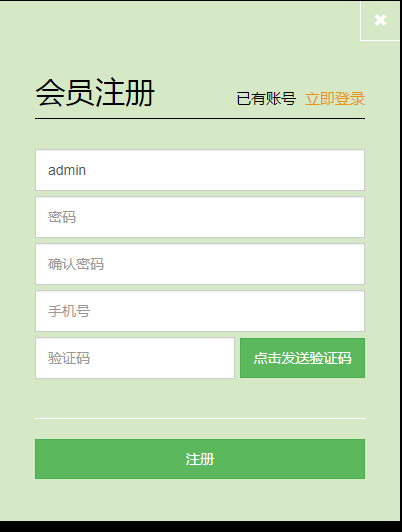 会员注册
已有账号 立即登录
admin
密码
确认密码
手机号
验证码 点击发送验证码
注册